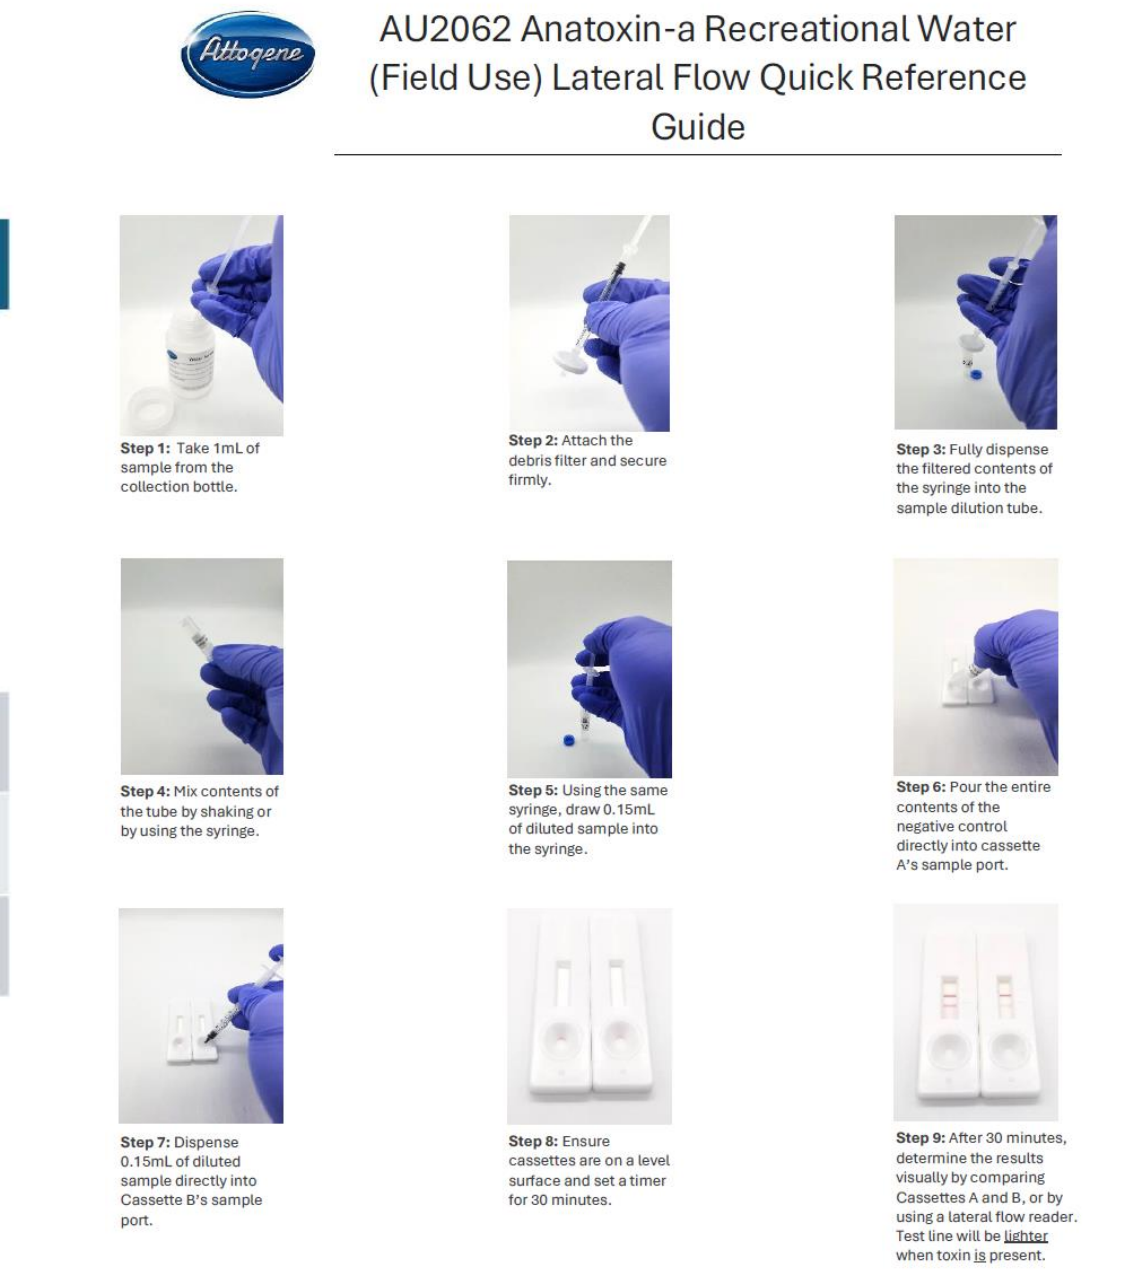 Attogene
AU2062 Anatoxin-a Recreational Water
(Field Use) Lateral Flow Quick Reference
Guide
Step 1: Take 1mL of
sample from the
collection bottle.
Step 2: Attach the
debris filter and secure
firmly.
Step 3: Fully dispense
the filtered contents of
the syringe into the
sample dilution tube.
Step 4: Mix contents of
the tube by shaking or
by using the syringe.
Step 5: Using the same
syringe, draw 0.15mL
of diluted sample into
the syringe.
Step 6: Pour the entire
contents of the
negative control
directly into cassette
A's sample port.
Step 7: Dispense
0.15mL of diluted
sample directly into
Cassette B's sample
port.
Step 8: Ensure
cassettes are on a level
surface and set a timer
for 30 minutes.
Step 9: After 30 minutes,
determine the results
visually by comparing
Cassettes A and B, or by
using a lateral flow reader.
Test line will be lighter
when toxin is present.